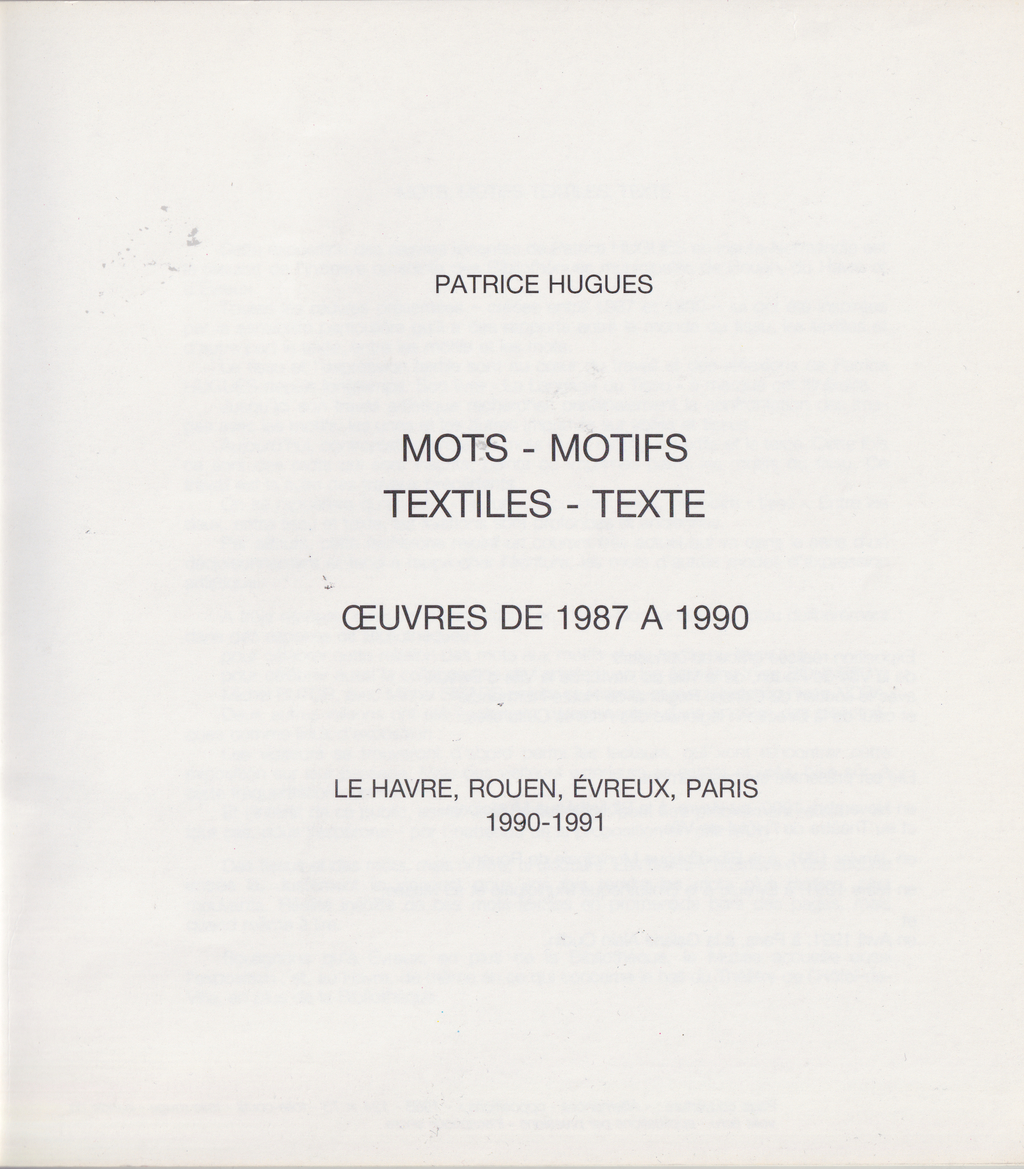 PATRICE HUGUES
MOTS - MOTIFS
TEXTILES - TEXTE
ŒUVRES DE 1987 A 1990
LE HAVRE, ROUEN, ÉVREUX, PARIS
1990-1991